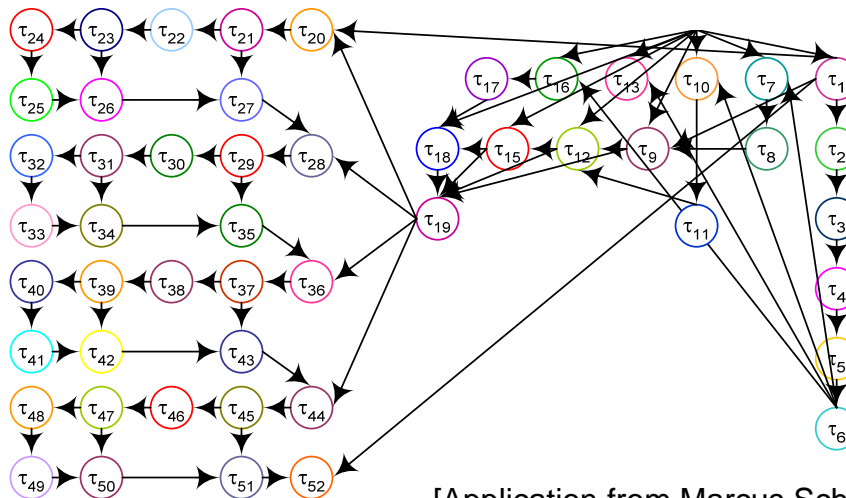 τ24 τ23 τ22 τ21 τ20
τ17 τ16 τ13 τ10 τ7 τ1
τ25 τ26 τ27
τ32 τ31 τ30 τ29 τ28 τ18 τ15 τ12 τ9 τ8 τ2
τ33 τ34 τ35 τ19 τ11 τ3
τ40 τ39 τ38 τ37 τ36 τ4
τ41 τ42 τ43 τ5
τ48 τ47 τ46 τ45 τ44 τ6
τ49 τ50 τ51 τ52
[Application from Marcus